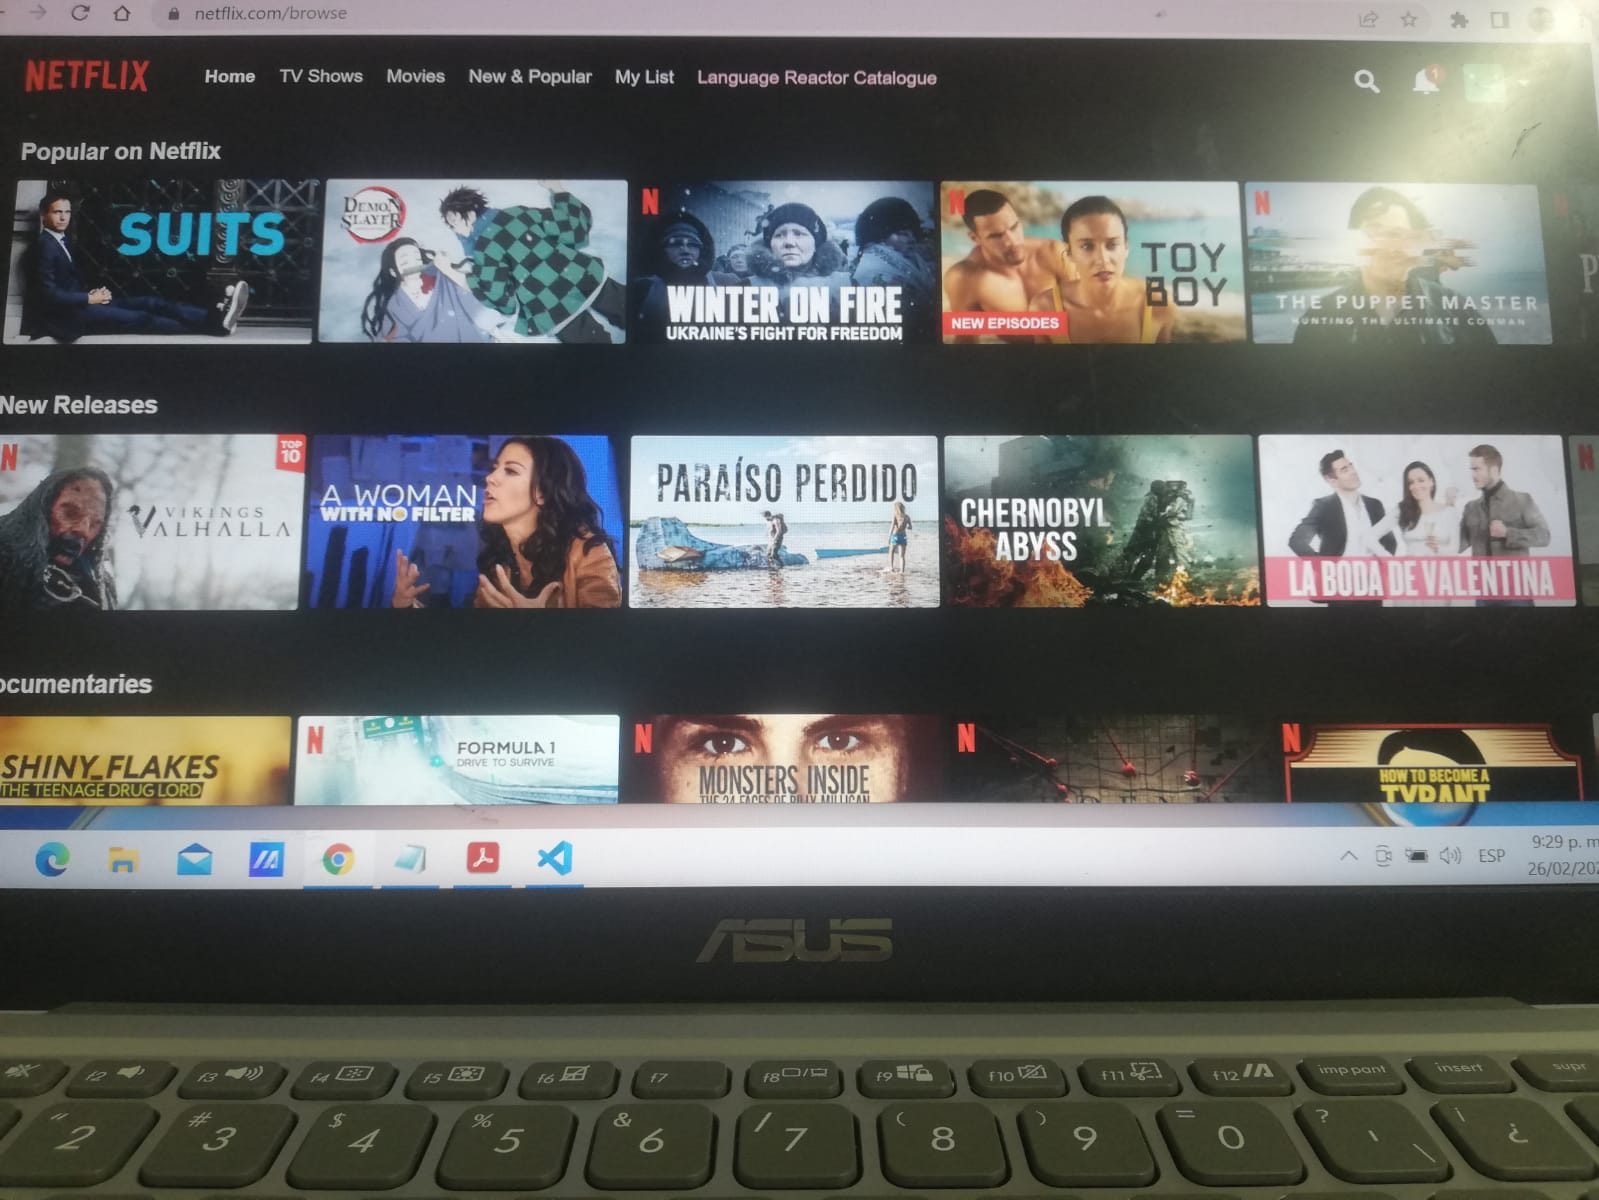 netflix.com/browse
NETFLIX Home TV Shows Movies New & Popular My List Language Reactor Catalogue 1
Popular on Netflix
SUITS
DEMON
SLAYER
N
WINTER ON FIRE
UKRAINE'S FIGHT FOR FREEDOM
N
TOY
BOY
NEW EPISODES
N
THE PUPPET MASTER
HUNTING THE ULTIMATE CONMAN
New Releases
N
TOP
10
VIKINGS
VALHALLA
A WOMAN
WITH NO FILTER
PARAÍSO PERDIDO
CHERNOBYL
ABYSS
LA BODA DE VALENTINA
N
ocumentaries
SHINY_FLAKES
THE TEENAGE DRUG LORD
N
FORMULA 1
DRIVE TO SURVIVE
N
MONSTERS INSIDE
THE 24 FACES OF BILLY MILLIGAN
N
N
HOW TO BECOME A
TYRANT
ESP
9:29 p. m
26/02/202
ASUS
f2 f3 f4 f5 f6 f7 f8 f9 f10 f11 f12 imp pant insert supr
" 2 # 3 $ 4 % 5 & 6 / 7 ( 8 ) 9 = 0 ? ' \ ¡ ¿